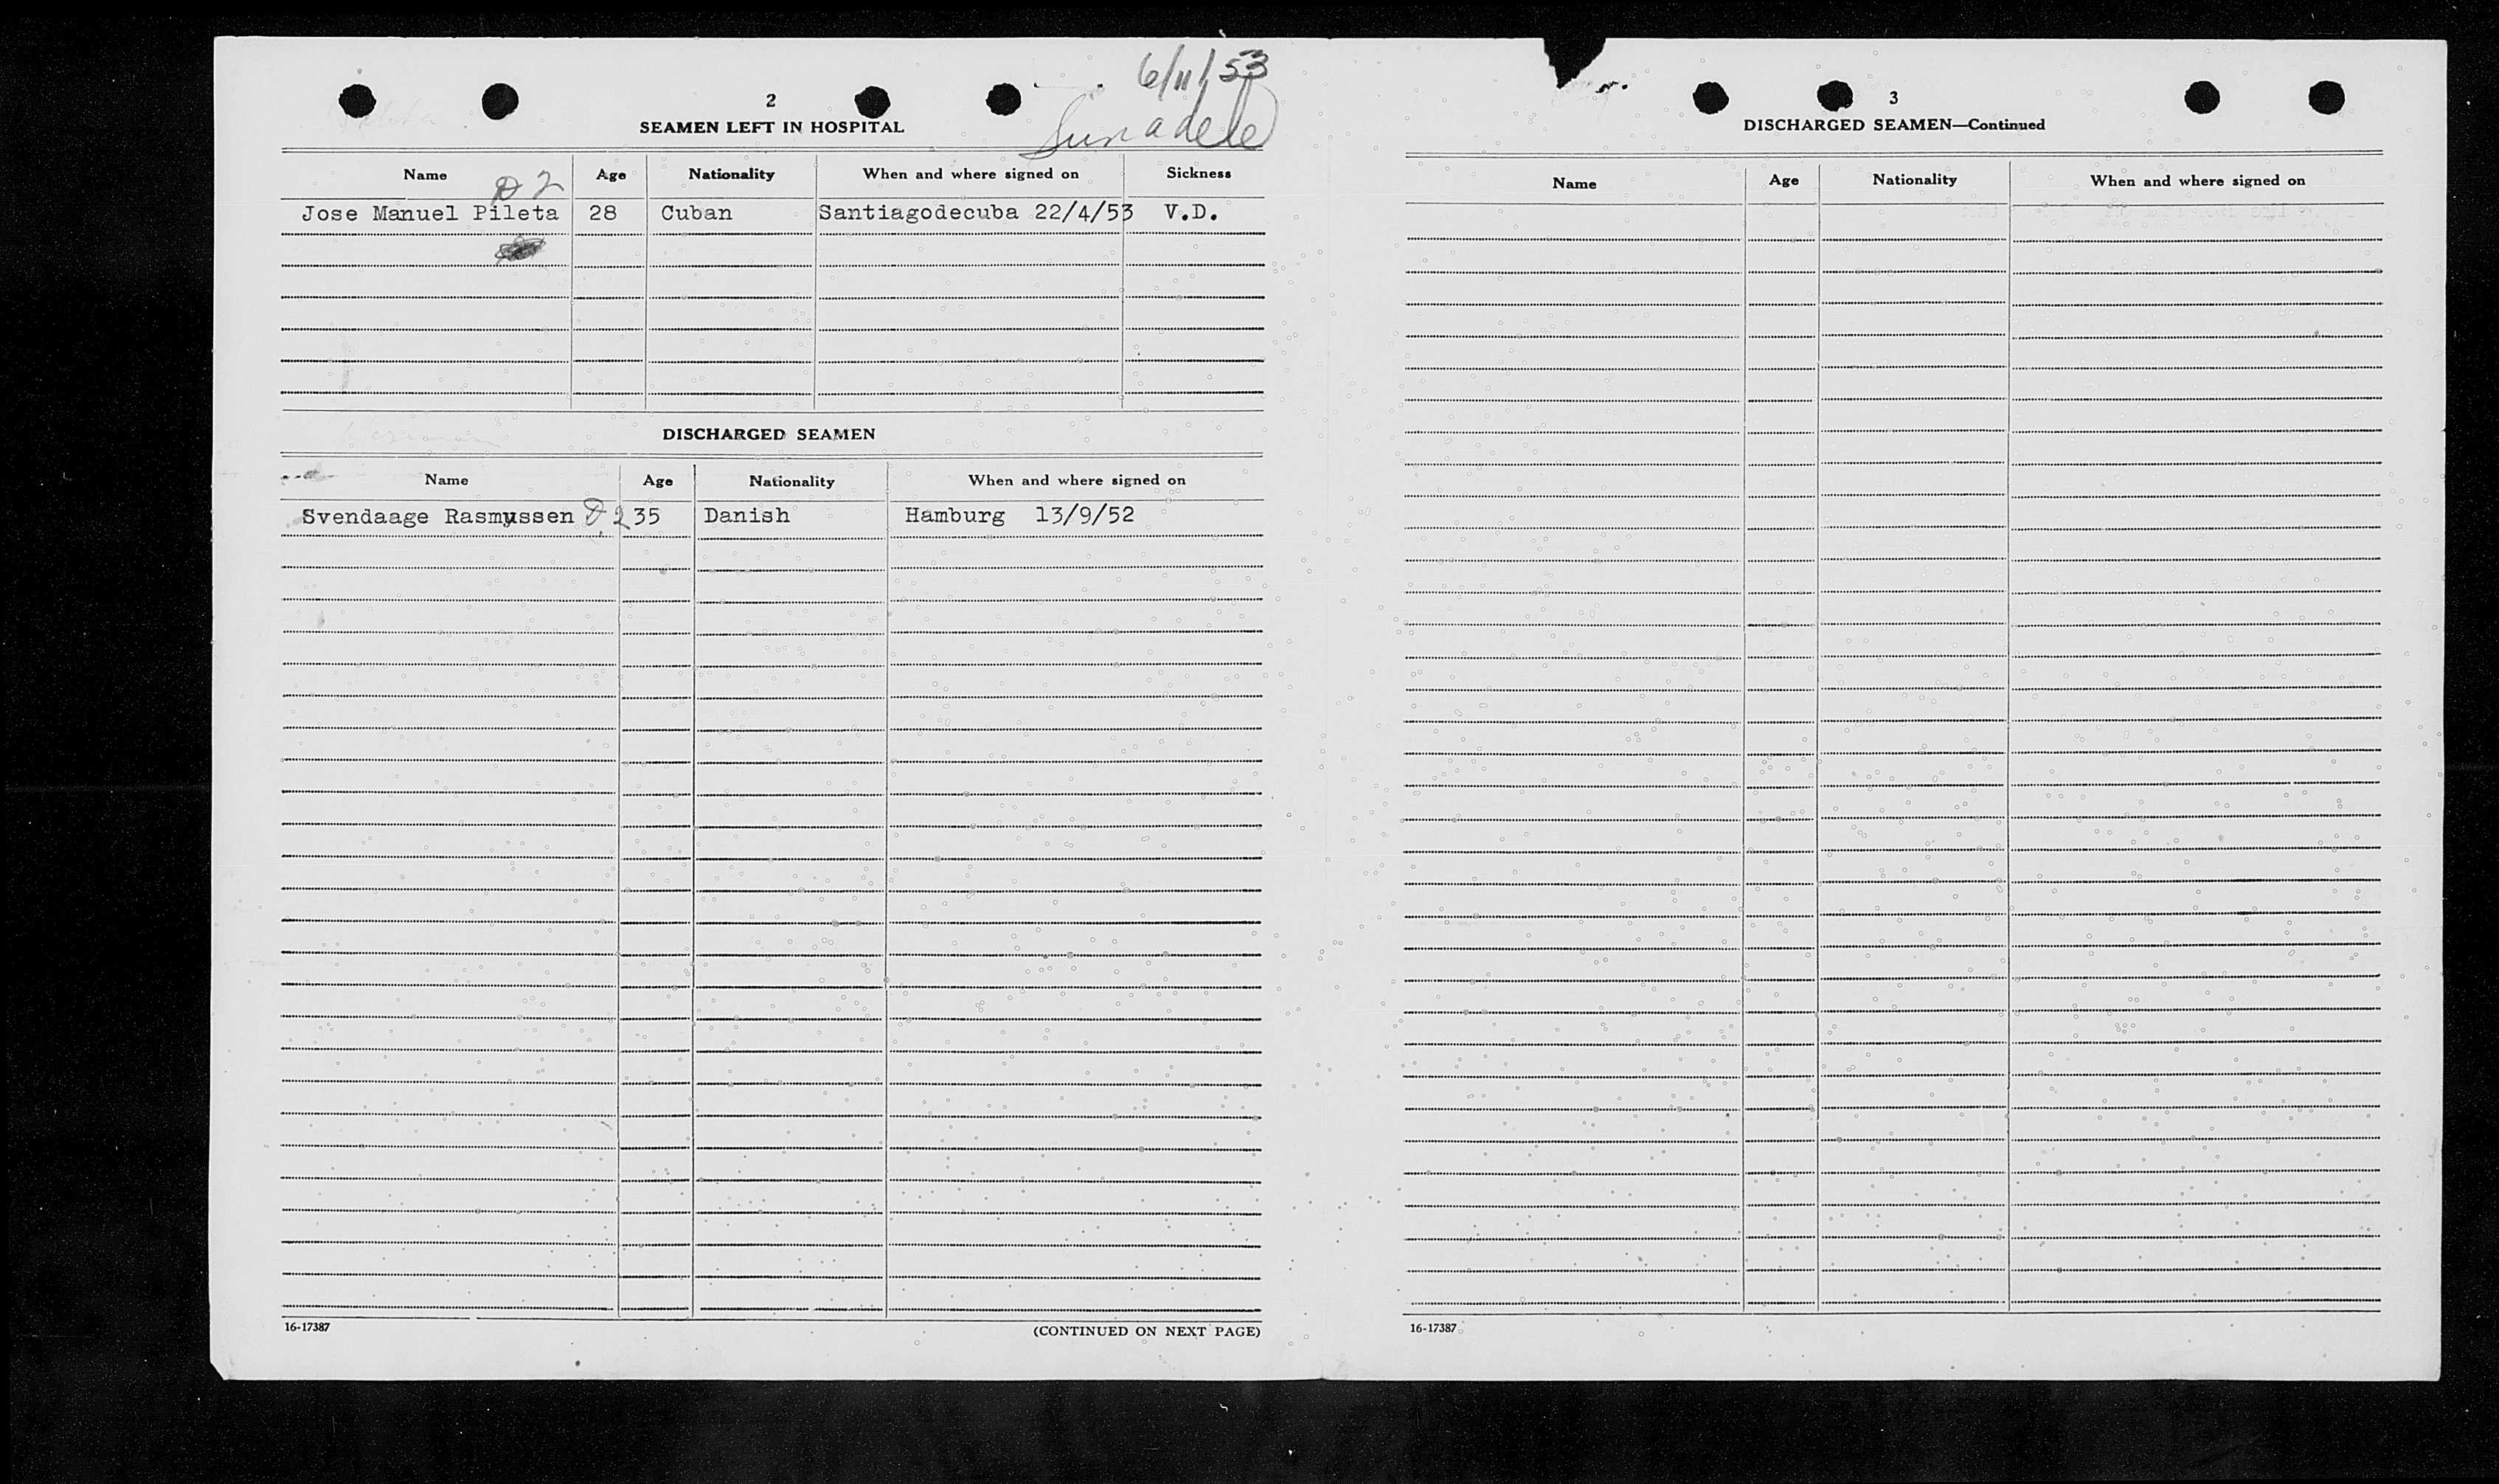 6/11/53
2
SEAMEN LEFT IN HOSPITAL
Sunadele
Name Age Nationality When and where signed on Sickness
D 2
Jose Manuel Pileta 28 Cuban Santiagodecuba 22/4/53 V.D.
DISCHARGED SEAMEN
Name Age Nationality When and where signed on
Svendaage Rasmussen D 2 35 Danish Hamburg 13/9/52
16-17387
(CONTINUED ON NEXT PAGE)
3
DISCHARGED SEAMEN—Continued
Name Age Nationality When and where signed on
16-17387